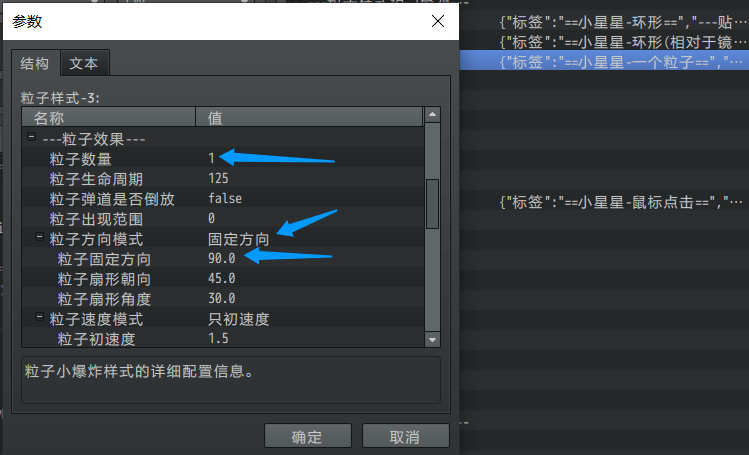 参数
结构
文本
粒子样式-3:
名称
值
---粒子效果---
粒子数量
1
粒子生命周期
125
粒子弹道是否倒放
false
粒子出现范围
0
粒子方向模式
固定方向
粒子固定方向
90.0
粒子扇形朝向
45.0
粒子扇形角度
30.0
粒子速度模式
只初速度
粒子初速度
1.5
粒子小爆炸样式的详细配置信息。
确定
取消
{"标签":"==小星星-环形==","---贴…
{"标签":"==小星星-环形(相对于镜…
{"标签":"==小星星-一个粒子==","…
{"标签":"==小星星-鼠标点击==","…